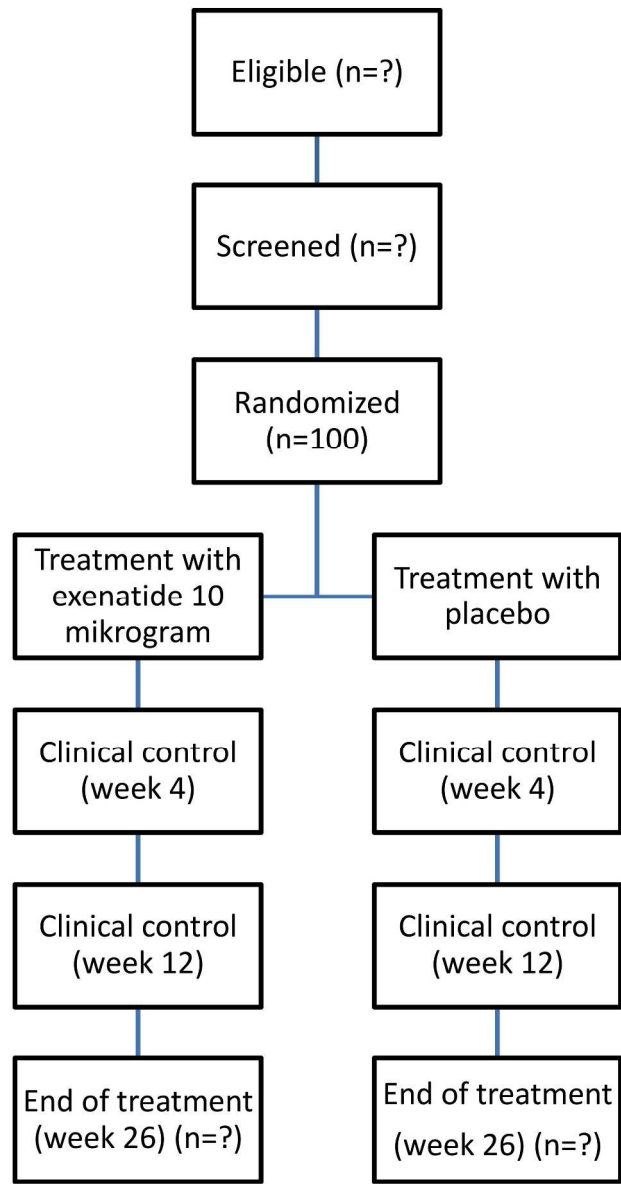 Eligible (n=?)
Screened (n=?)
Randomized
(n=100)
Treatment with
exenatide 10
mikrogram
Treatment with
placebo
Clinical control
(week 4)
Clinical control
(week 4)
Clinical control
(week 12)
Clinical control
(week 12)
End of treatment
(week 26) (n=?)
End of treatment
(week 26) (n=?)